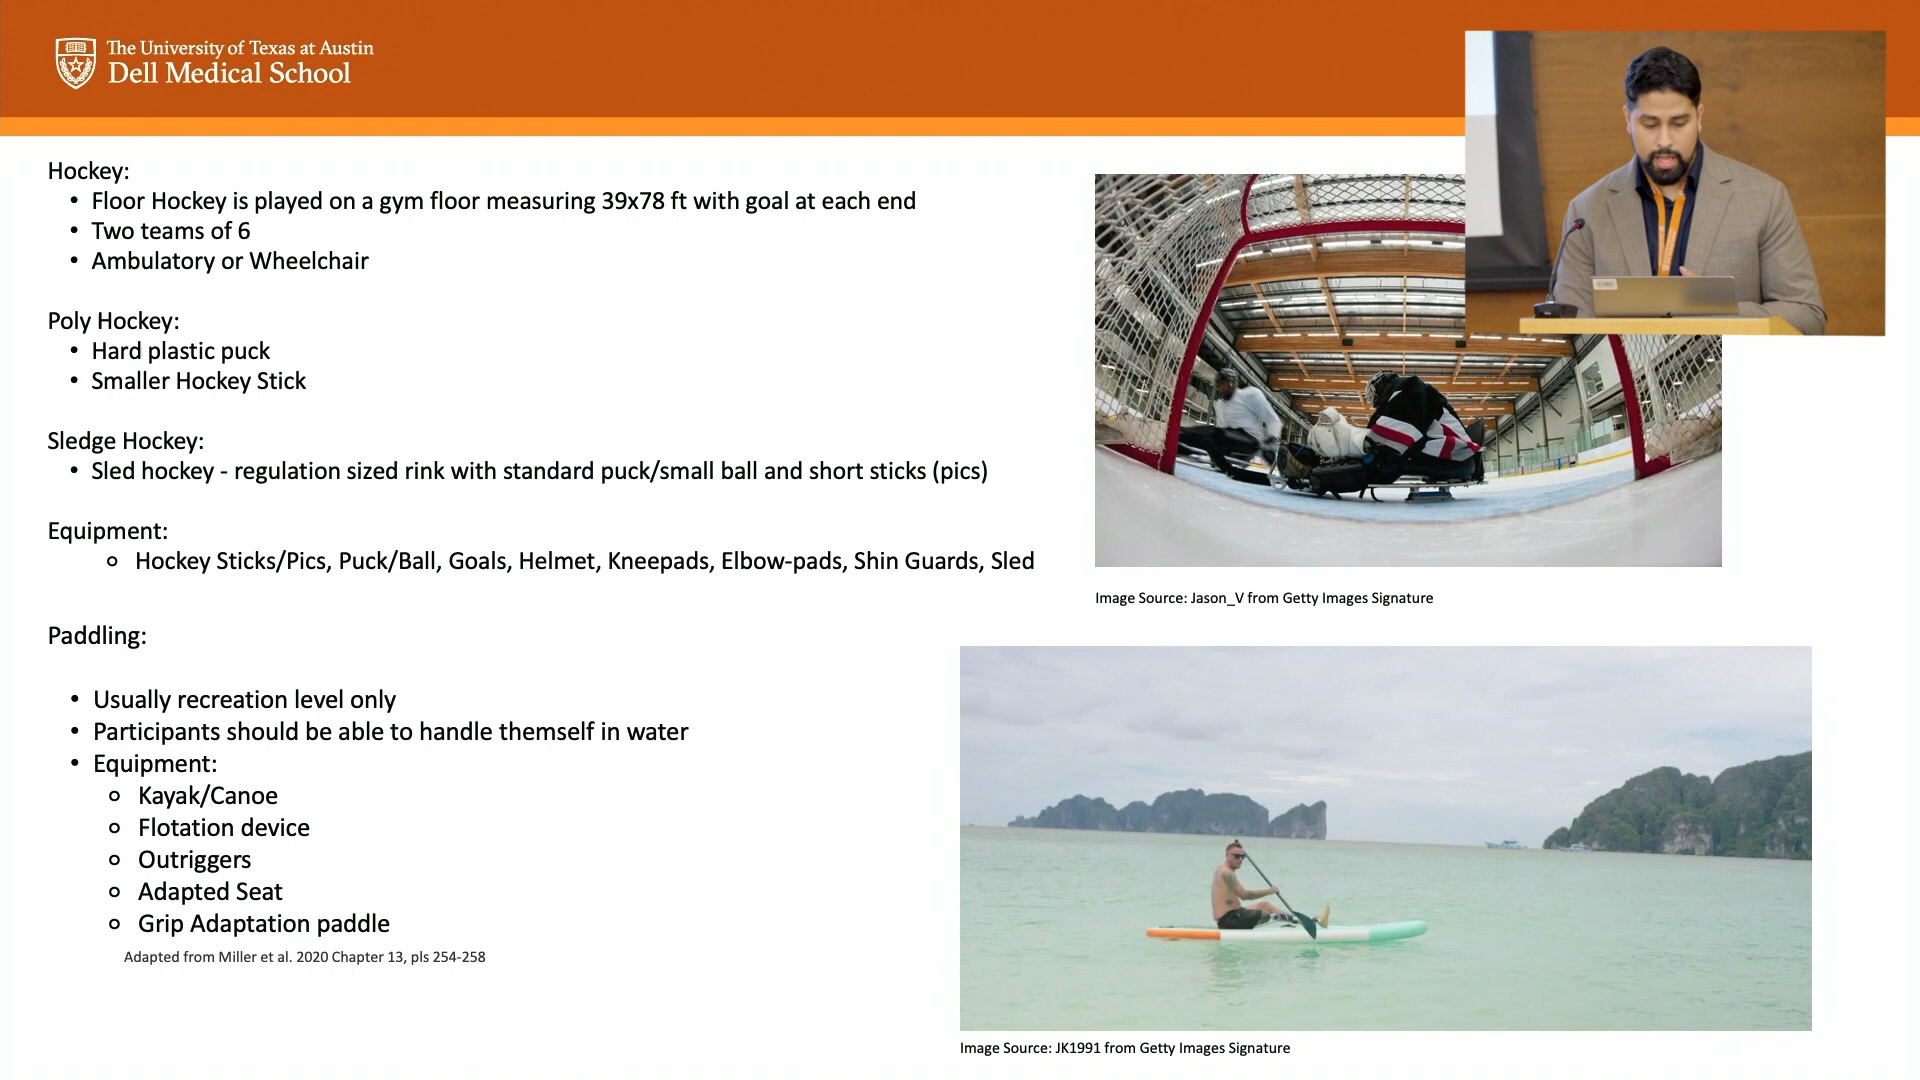 The University of Texas at Austin
Dell Medical School
Hockey:
• Floor Hockey is played on a gym floor measuring 39x78 ft with goal at each end
• Two teams of 6
• Ambulatory or Wheelchair
Poly Hockey:
• Hard plastic puck
• Smaller Hockey Stick
Sledge Hockey:
• Sled hockey - regulation sized rink with standard puck/small ball and short sticks (pics)
Equipment:
o Hockey Sticks/Pics, Puck/Ball, Goals, Helmet, Kneepads, Elbow-pads, Shin Guards, Sled
Paddling:
• Usually recreation level only
• Participants should be able to handle themself in water
• Equipment:
o Kayak/Canoe
o Flotation device
o Outriggers
o Adapted Seat
o Grip Adaptation paddle
Adapted from Miller et al. 2020 Chapter 13, pls 254-258
Image Source: Jason_V from Getty Images Signature
Image Source: JK1991 from Getty Images Signature